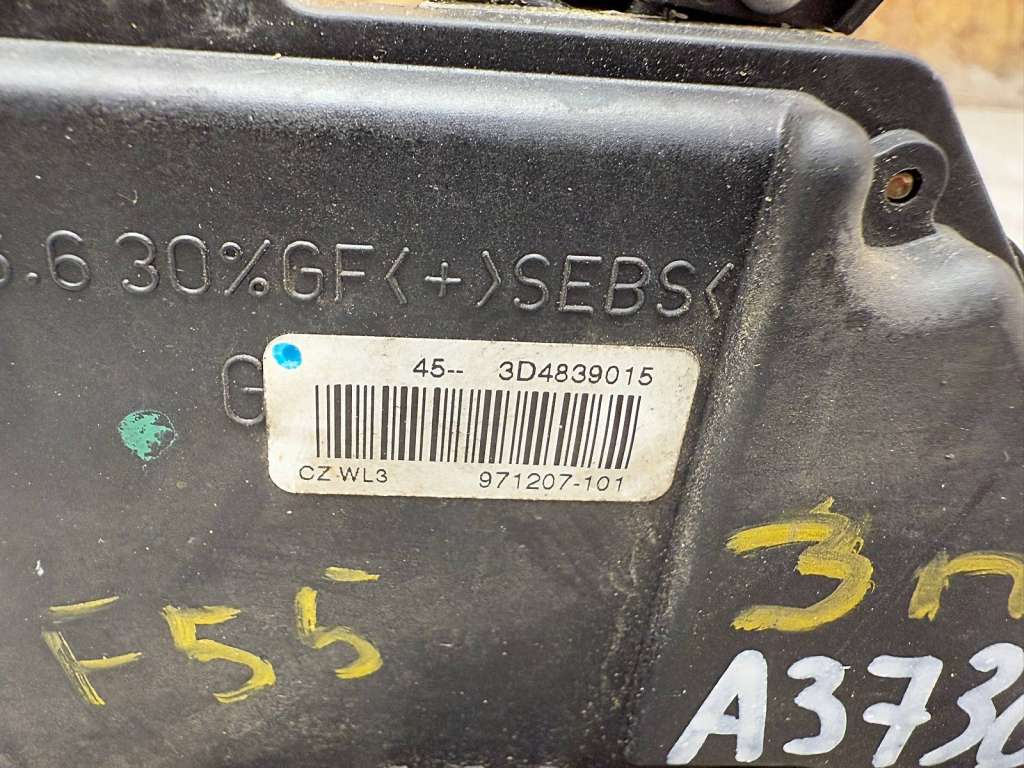 .6 30%GF<+>SEBS<
G
45-- 3D4839015
CZ-WL3 971207-101
F55
3п
A373